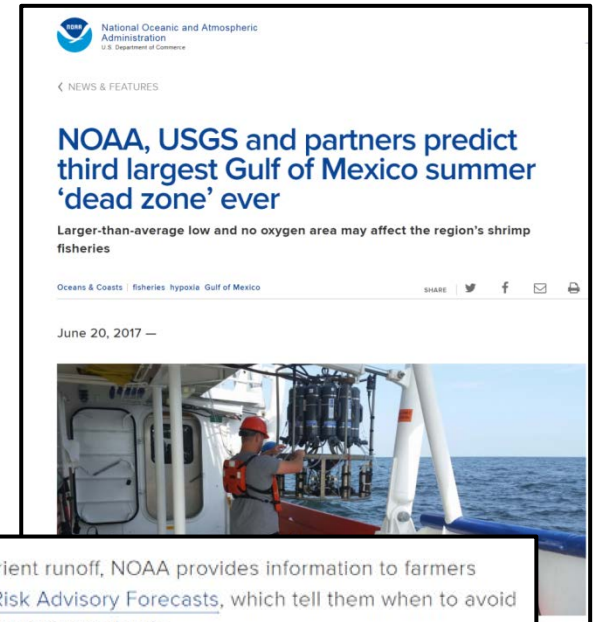 NOAA
National Oceanic and Atmospheric
Administration
U.S. Department of Commerce
NEWS & FEATURES
NOAA, USGS and partners predict
third largest Gulf of Mexico summer
‘dead zone’ ever
Larger-than-average low and no oxygen area may affect the region's shrimp
fisheries
Oceans & Coasts | fisheries hypoxia Gulf of Mexico
SHARE
June 20, 2017 —
runoff, NOAA provides information to farmers
Risk Advisory Forecasts, which tell them when to avoid